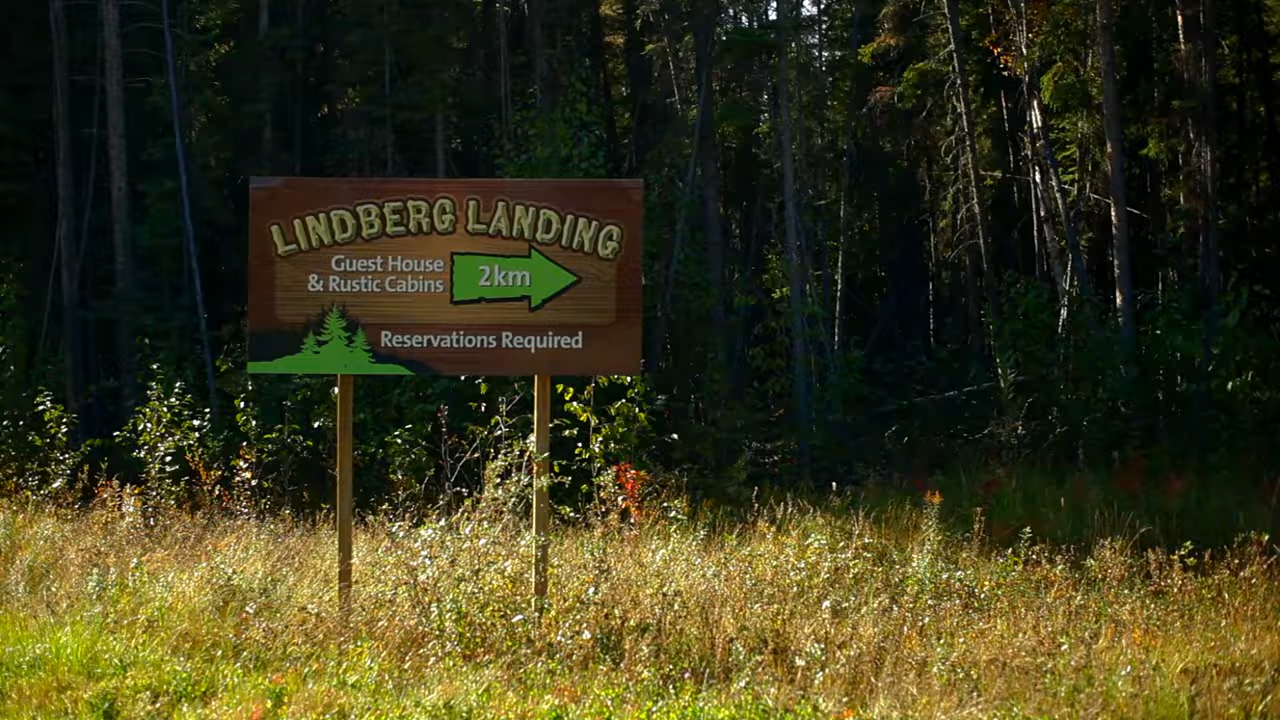 LINDBERG LANDING
Guest House
& Rustic Cabins
2km
Reservations Required